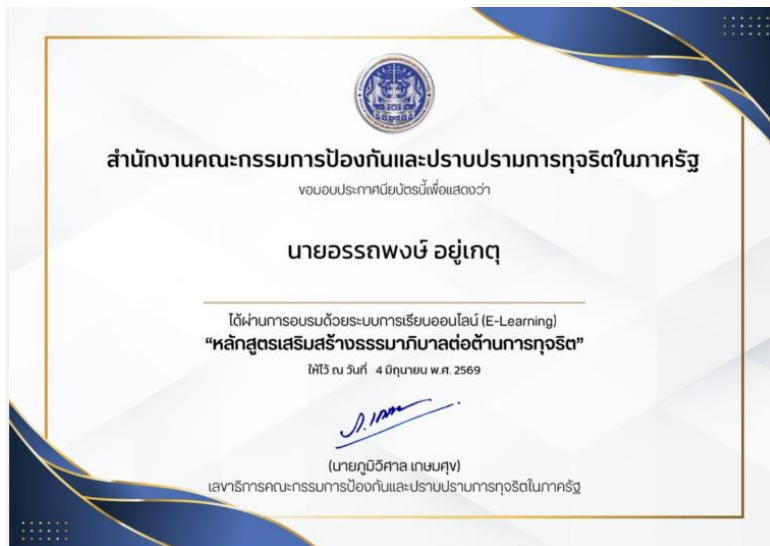 สำนักงานคณะกรรมการป้องกันและปราบปรามการทุจริตในภาครัฐ
ขอมอบประกาศนียบัตรนี้เพื่อแสดงว่า
นายอรรถพงษ์ อยู่เกตุ
ได้ผ่านการอบรมด้วยระบบการเรียนออนไลน์ (E-Learning)
“หลักสูตรเสริมสร้างธรรมาภิบาลต่อต้านการทุจริต”
ให้ไว้ ณ วันที่ 4 มิถุนายน พ.ศ. 2569
(นายภูมิวิศาล เกษมศุข)
เลขาธิการคณะกรรมการป้องกันและปราบปรามการทุจริตในภาครัฐ